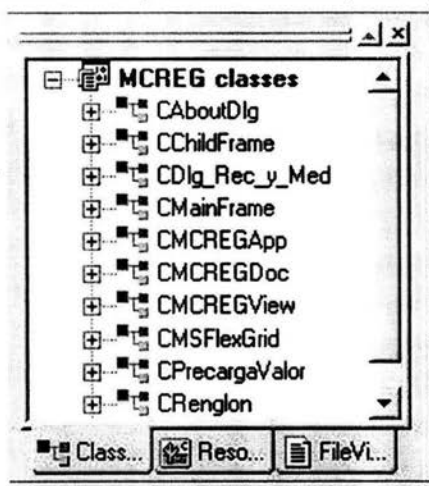 MCREG classes
CAboutDlg
CChildFrame
CDlg_Rec_y_Med
CMainFrame
CMCREGApp
CMCREGDoc
CMCREGView
CMSFlexGrid
CPrecargaValor
CRenglon
Class... Reso... FileVi...